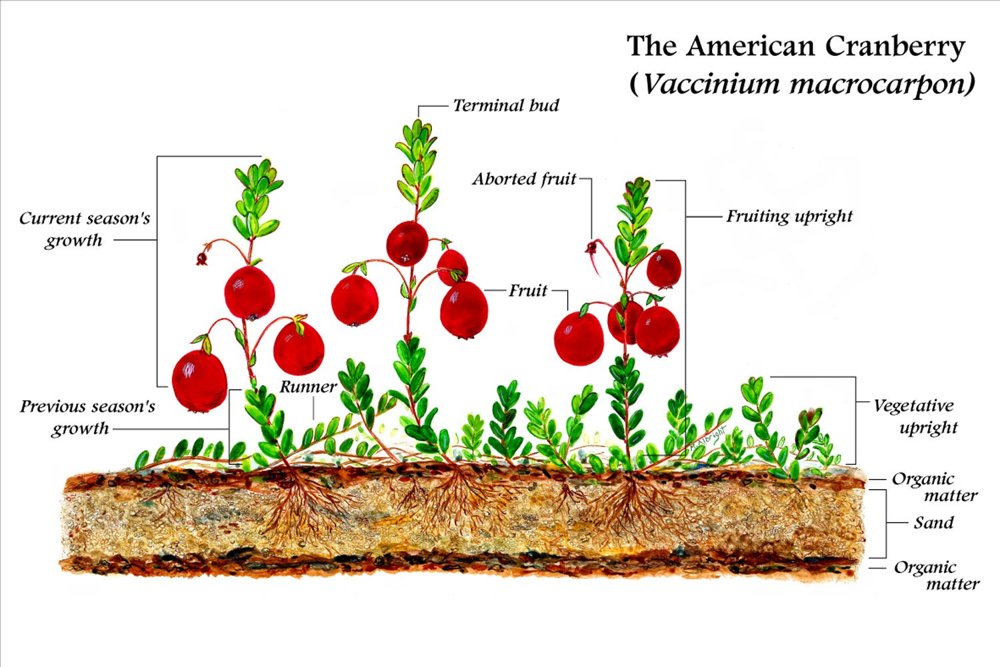 The American Cranberry
(Vaccinium macrocarpon)
Terminal bud
Aborted fruit
Current season's
growth
Fruiting upright
Fruit
Runner
Previous season's
growth
Vegetative
upright
M. Albright
Organic
matter
Sand
Organic
matter